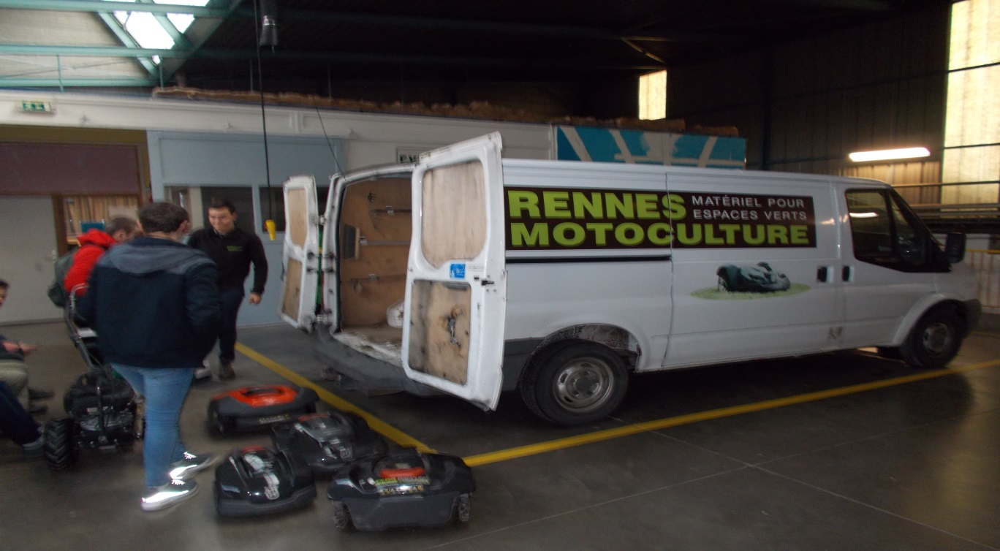 RENNES
MOTOCULTURE
MATÉRIEL POUR
ESPACES VERTS